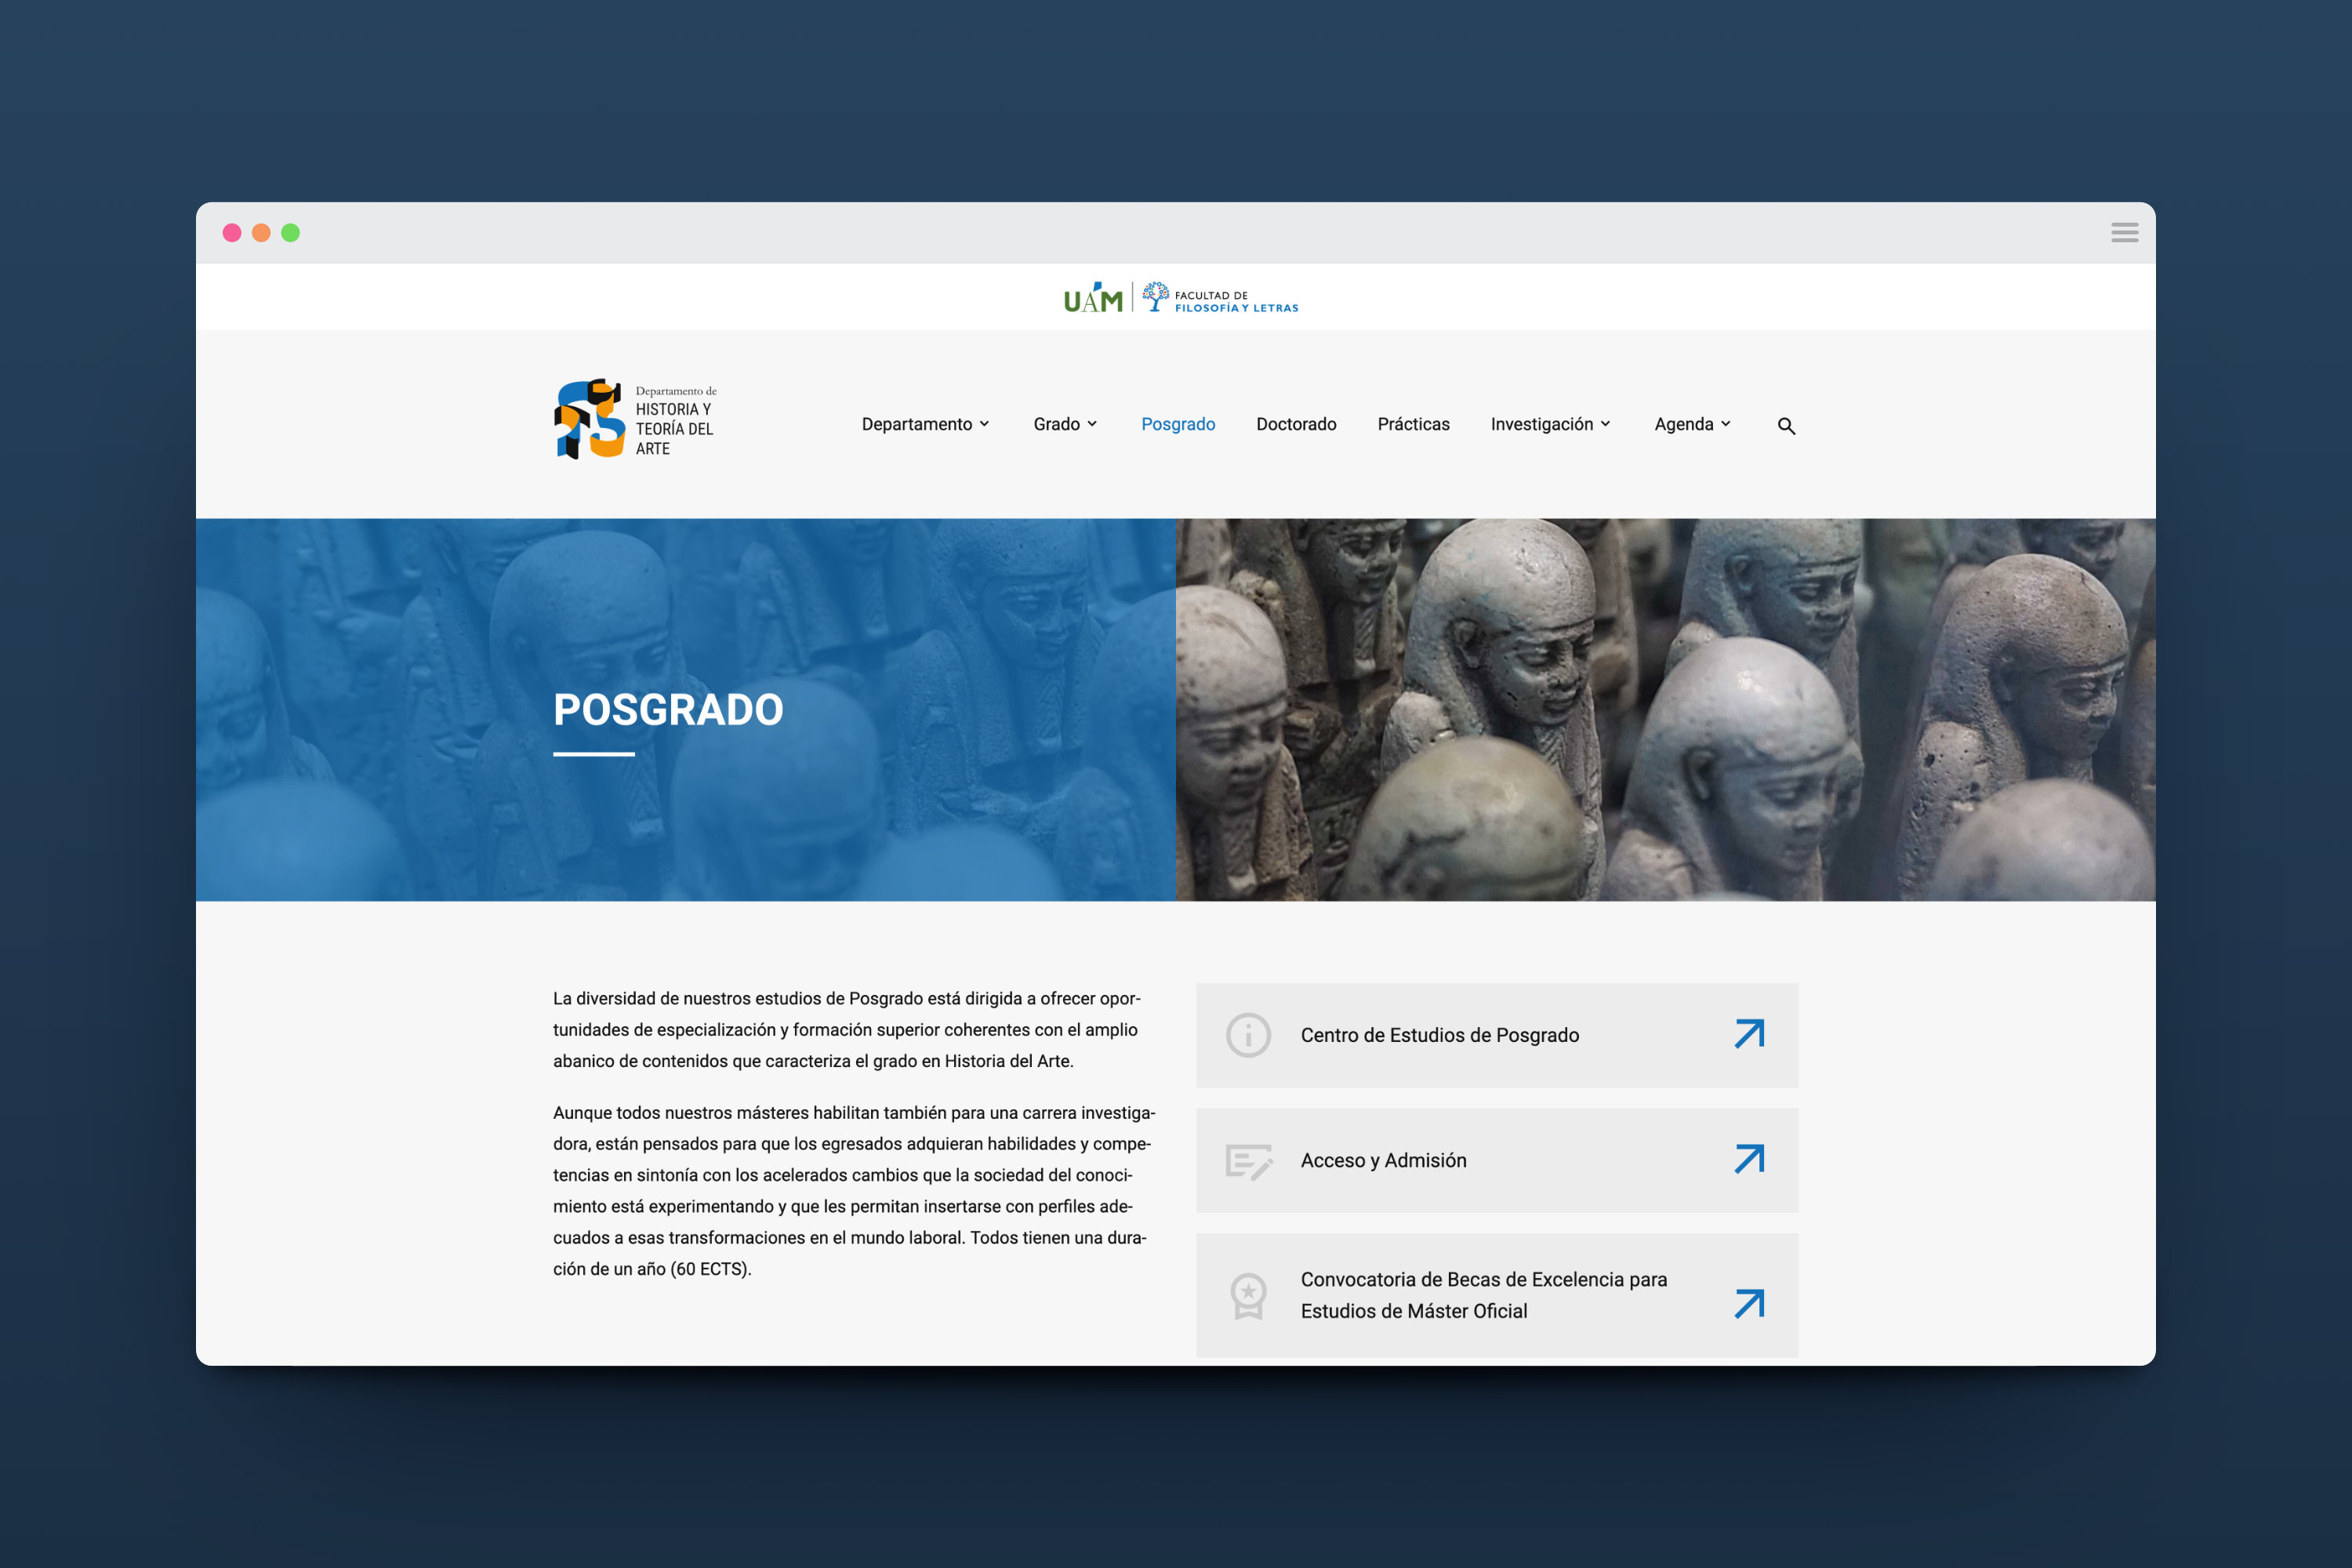 UAM
FACULTAD DE
FILOSOFÍA Y LETRAS
Departamento de
HISTORIA Y
TEORÍA DEL
ARTE
Departamento
Grado
Posgrado
Doctorado
Prácticas
Investigación
Agenda
POSGRADO
La diversidad de nuestros estudios de Posgrado está dirigida a ofrecer opor-
tunidades de especialización y formación superior coherentes con el amplio
abanico de contenidos que caracteriza el grado en Historia del Arte.
Aunque todos nuestros másteres habilitan también para una carrera investiga-
dora, están pensados para que los egresados adquieran habilidades y compe-
tencias en sintonía con los acelerados cambios que la sociedad del conoci-
miento está experimentando y que les permitan insertarse con perfiles ade-
cuados a esas transformaciones en el mundo laboral. Todos tienen una dura-
ción de un año (60 ECTS).
Centro de Estudios de Posgrado
Acceso y Admisión
Convocatoria de Becas de Excelencia para
Estudios de Máster Oficial